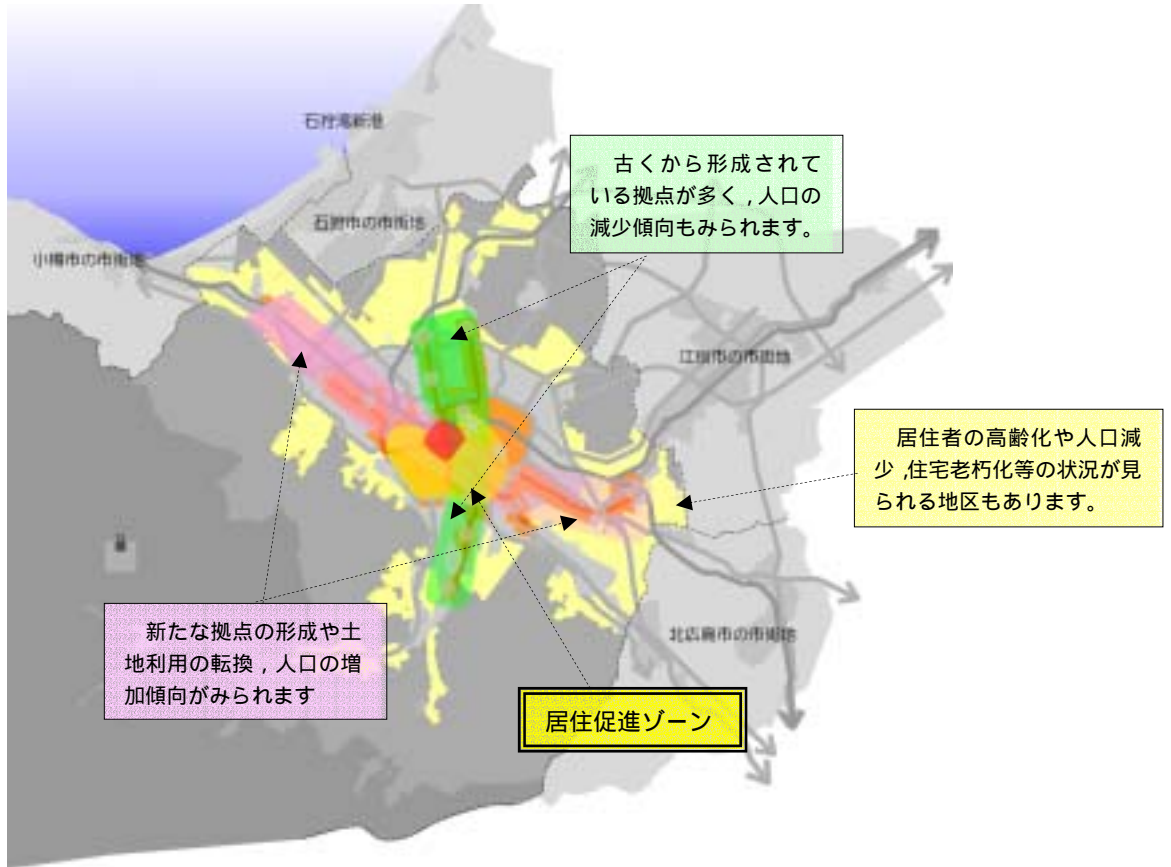 石狩湾新港
古くから形成されて
いる拠点が多く，人口の
減少傾向もみられます。
石狩市の市街地
小樽市の市街地
江別市の市街地
居住者の高齢化や人口減
少，住宅老朽化等の状況が見
られる地区もあります。
新たな拠点の形成や土
地利用の転換，人口の増
加傾向がみられます
北広島市の市街地
居住促進ゾーン